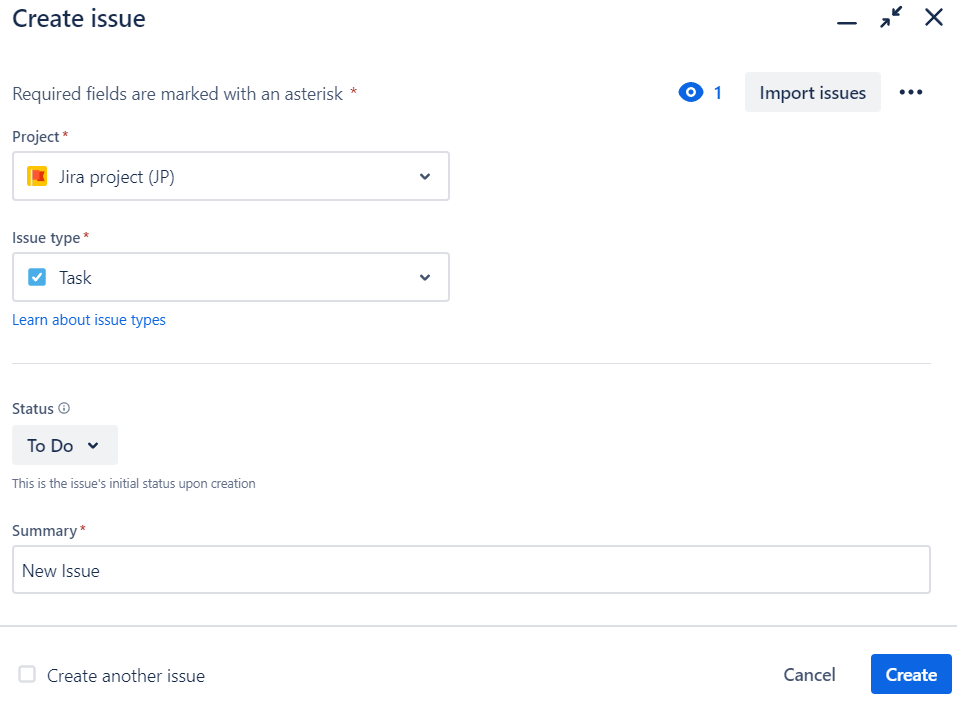 Create issue
Required fields are marked with an asterisk *
1
Import issues
Project *
Jira project (JP)
Issue type *
Task
Learn about issue types
Status
To Do
This is the issue's initial status upon creation
Summary *
New Issue
Create another issue
Cancel
Create